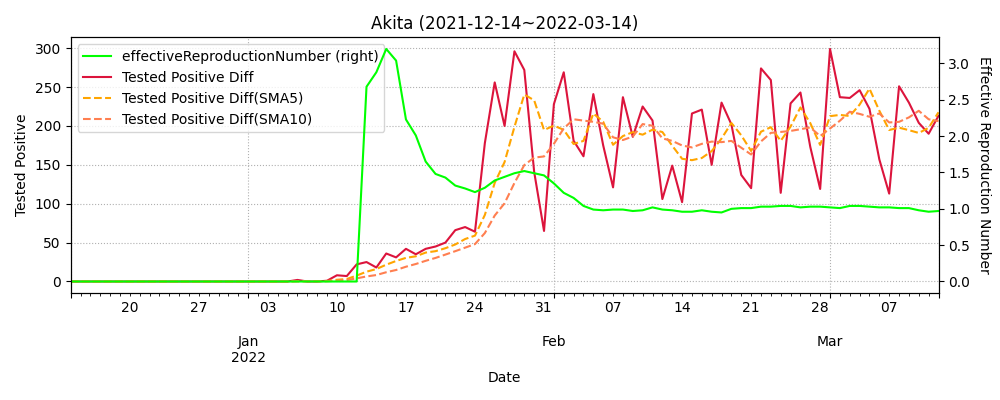 Akita (2021-12-14~2022-03-14)
effectiveReproductionNumber (right)
Tested Positive Diff
Tested Positive Diff(SMA5)
Tested Positive Diff(SMA10)
Tested Positive
300
250
200
150
100
50
0
Effective Reproduction Number
3.0
2.5
2.0
1.5
1.0
0.5
0.0
20 27 03 10 17 24 31 07 14 21 28 07
Jan Feb Mar
2022
Date